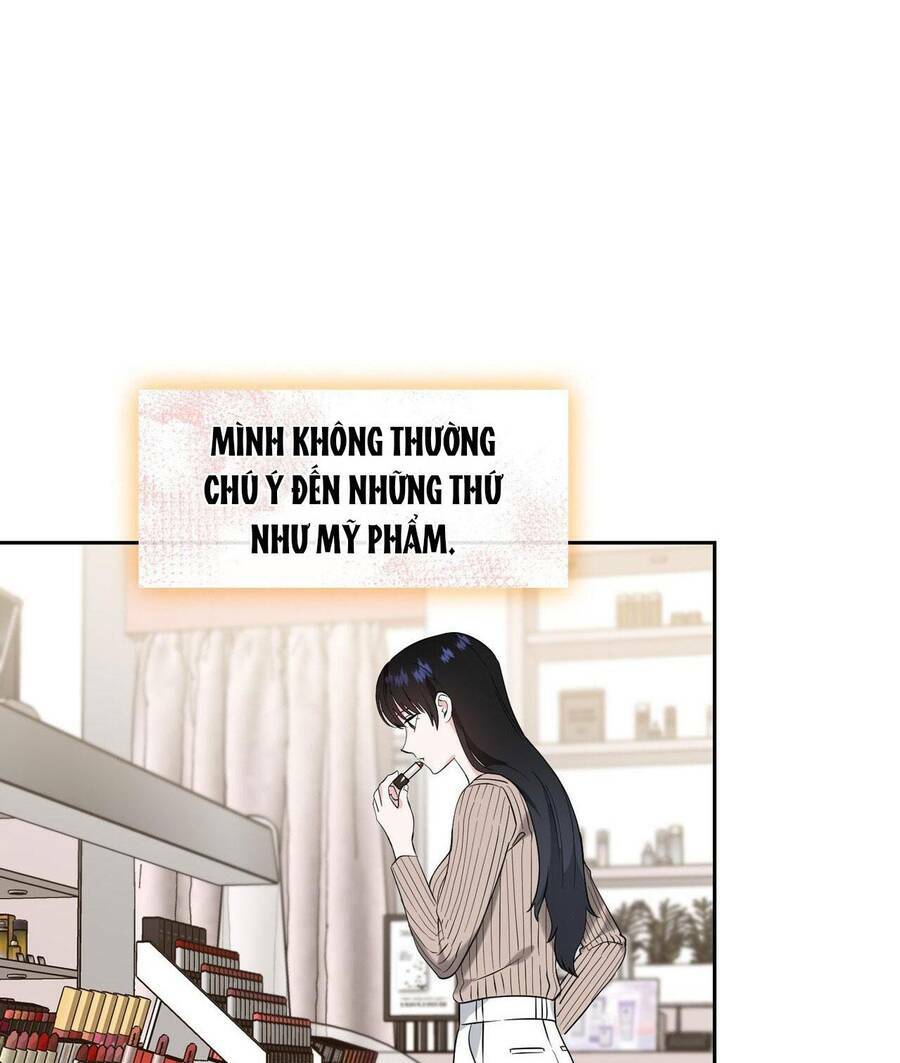 MÌNH KHÔNG THƯỜNG
CHÚ Ý ĐẾN NHỮNG THỨ
NHƯ MỸ PHẨM.